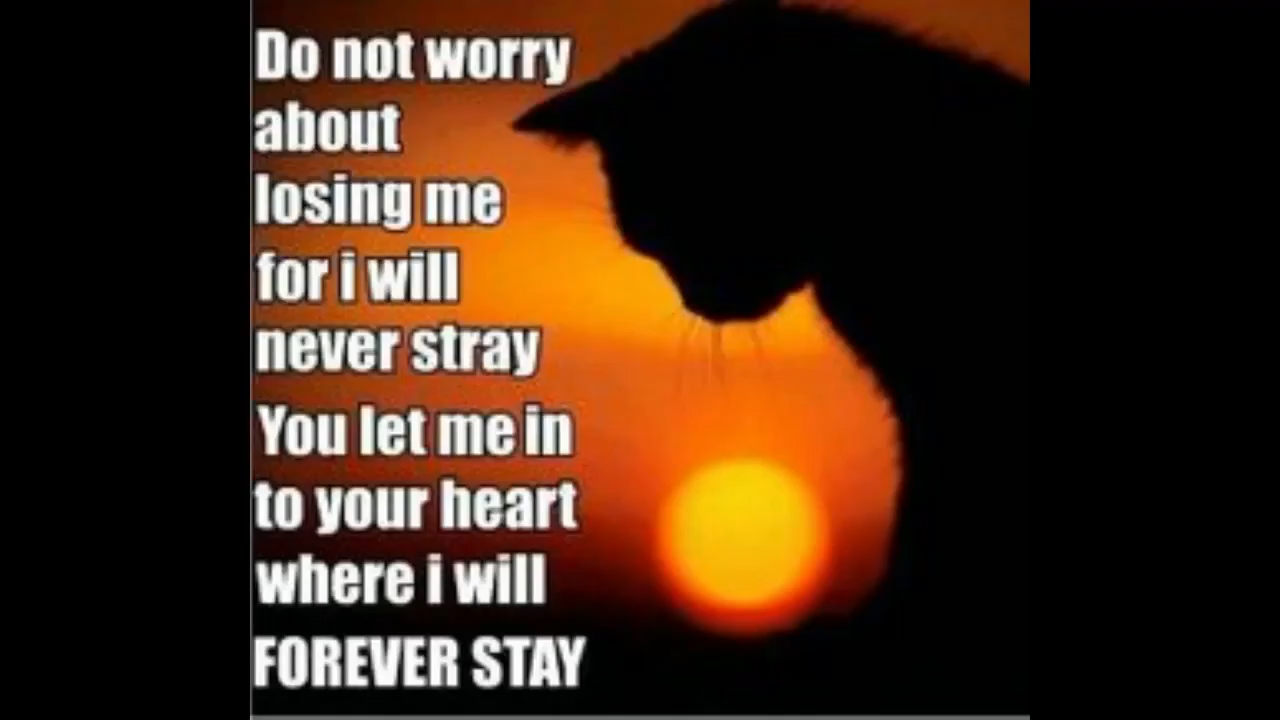 Do not worry
about
losing me
for i will
never stray
You let me in
to your heart
where i will
FOREVER STAY